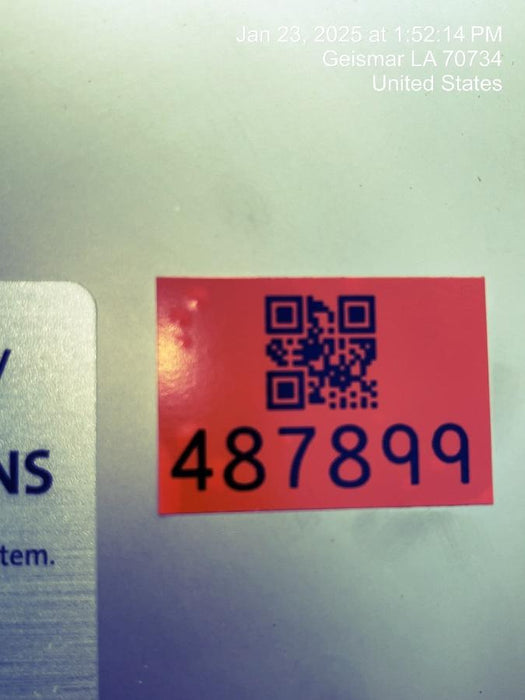 Jan 23, 2025 at 1:52:14 PM
Geismar LA 70734
United States
487899
NS
tem.